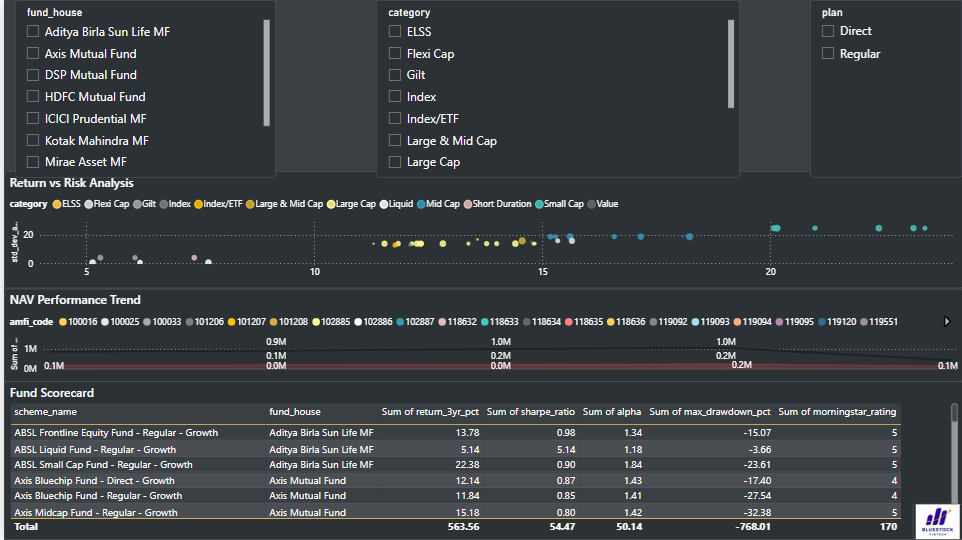 fund_house
Aditya Birla Sun Life MF
Axis Mutual Fund
DSP Mutual Fund
HDFC Mutual Fund
ICICI Prudential MF
Kotak Mahindra MF
Mirae Asset MF
category
ELSS
Flexi Cap
Gilt
Index
Index/ETF
Large & Mid Cap
Large Cap
plan
Direct
Regular
Return vs Risk Analysis
category ELSS Flexi Cap Gilt Index Index/ETF Large & Mid Cap Large Cap Liquid Mid Cap Short Duration Small Cap Value
std_dev_a...
20
0
5 10 15 20
NAV Performance Trend
amfi_code 100016 100025 100033 101206 101207 101208 102885 102886 102887 118632 118633 118634 118635 118636 119092 119093 119094 119095 119120 119551
Sum of ...
1M
0M
0.1M
0.9M 0.1M 0.0M
1.0M 0.2M 0.0M
1.0M 0.2M 0.2M
0.1M
Fund Scorecard
scheme_name fund_house Sum of return_3yr_pct Sum of sharpe_ratio Sum of alpha Sum of max_drawdown_pct Sum of morningstar_rating
ABSL Frontline Equity Fund - Regular - Growth Aditya Birla Sun Life MF 13.78 0.98 1.34 -15.07 5
ABSL Liquid Fund - Regular - Growth Aditya Birla Sun Life MF 5.14 5.14 1.18 -3.66 5
ABSL Small Cap Fund - Regular - Growth Aditya Birla Sun Life MF 22.38 0.90 1.84 -23.61 5
Axis Bluechip Fund - Direct - Growth Axis Mutual Fund 12.14 0.87 1.43 -17.40 4
Axis Bluechip Fund - Regular - Growth Axis Mutual Fund 11.84 0.85 1.41 -27.54 4
Axis Midcap Fund - Regular - Growth Axis Mutual Fund 15.18 0.80 1.42 -32.38 5
Total 563.56 54.47 50.14 -768.01 170
BLUESTOCK
FINTECH